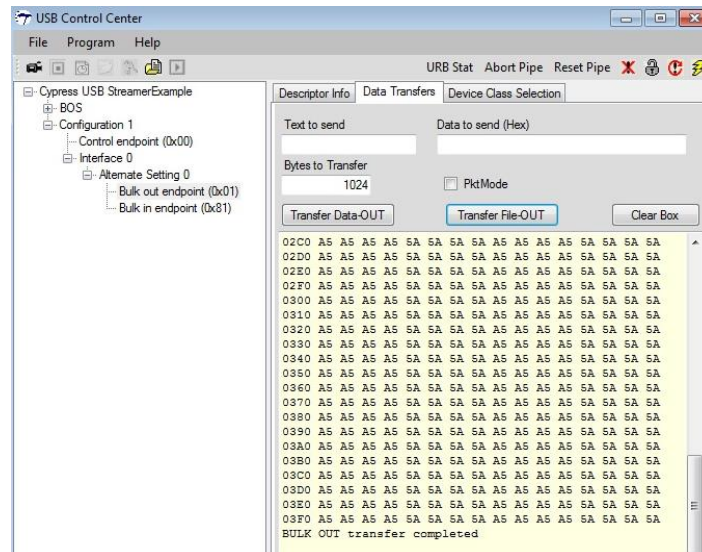 USB Control Center
File Program Help
URB Stat Abort Pipe Reset Pipe
Cypress USB StreamerExample
BOS
Configuration 1
Control endpoint (0x00)
Interface 0
Alternate Setting 0
Bulk out endpoint (0x01)
Bulk in endpoint (0x81)
Descriptor Info Data Transfers Device Class Selection
Text to send Data to send (Hex)
Bytes to Transfer
1024 PktMode
Transfer Data-OUT Transfer File-OUT Clear Box
02C0 A5 A5 A5 A5 5A 5A 5A 5A A5 A5 A5 A5 5A 5A 5A 5A
02D0 A5 A5 A5 A5 5A 5A 5A 5A A5 A5 A5 A5 5A 5A 5A 5A
02E0 A5 A5 A5 A5 5A 5A 5A 5A A5 A5 A5 A5 5A 5A 5A 5A
02F0 A5 A5 A5 A5 5A 5A 5A 5A A5 A5 A5 A5 5A 5A 5A 5A
0300 A5 A5 A5 A5 5A 5A 5A 5A A5 A5 A5 A5 5A 5A 5A 5A
0310 A5 A5 A5 A5 5A 5A 5A 5A A5 A5 A5 A5 5A 5A 5A 5A
0320 A5 A5 A5 A5 5A 5A 5A 5A A5 A5 A5 A5 5A 5A 5A 5A
0330 A5 A5 A5 A5 5A 5A 5A 5A A5 A5 A5 A5 5A 5A 5A 5A
0340 A5 A5 A5 A5 5A 5A 5A 5A A5 A5 A5 A5 5A 5A 5A 5A
0350 A5 A5 A5 A5 5A 5A 5A 5A A5 A5 A5 A5 5A 5A 5A 5A
0360 A5 A5 A5 A5 5A 5A 5A 5A A5 A5 A5 A5 5A 5A 5A 5A
0370 A5 A5 A5 A5 5A 5A 5A 5A A5 A5 A5 A5 5A 5A 5A 5A
0380 A5 A5 A5 A5 5A 5A 5A 5A A5 A5 A5 A5 5A 5A 5A 5A
0390 A5 A5 A5 A5 5A 5A 5A 5A A5 A5 A5 A5 5A 5A 5A 5A
03A0 A5 A5 A5 A5 5A 5A 5A 5A A5 A5 A5 A5 5A 5A 5A 5A
03B0 A5 A5 A5 A5 5A 5A 5A 5A A5 A5 A5 A5 5A 5A 5A 5A
03C0 A5 A5 A5 A5 5A 5A 5A 5A A5 A5 A5 A5 5A 5A 5A 5A
03D0 A5 A5 A5 A5 5A 5A 5A 5A A5 A5 A5 A5 5A 5A 5A 5A
03E0 A5 A5 A5 A5 5A 5A 5A 5A A5 A5 A5 A5 5A 5A 5A 5A
03F0 A5 A5 A5 A5 5A 5A 5A 5A A5 A5 A5 A5 5A 5A 5A 5A
BULK OUT transfer completed